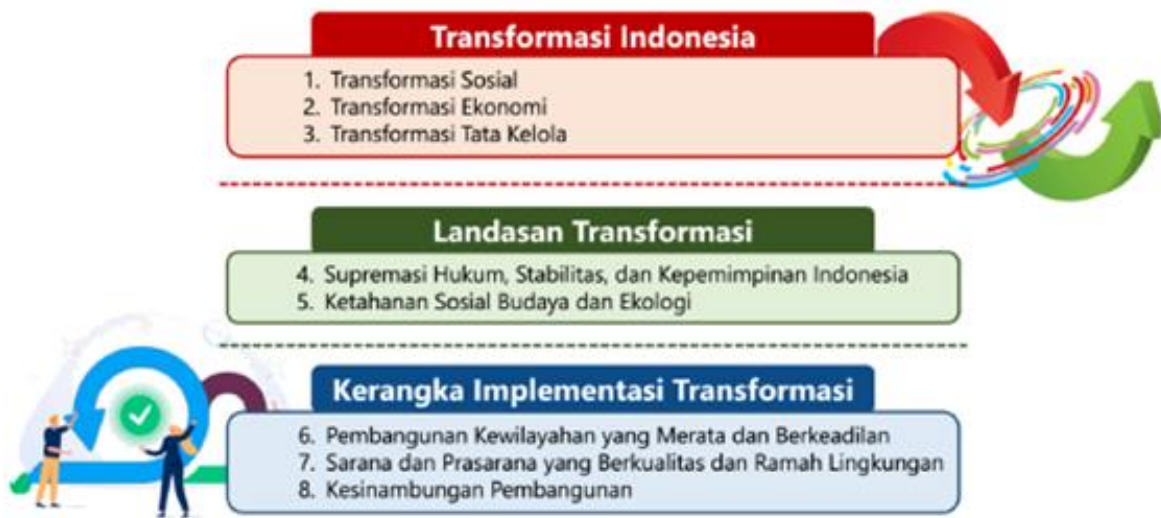 Transformasi Indonesia
1. Transformasi Sosial
2. Transformasi Ekonomi
3. Transformasi Tata Kelola
Landasan Transformasi
4. Supremasi Hukum, Stabilitas, dan Kepemimpinan Indonesia
5. Ketahanan Sosial Budaya dan Ekologi
Kerangka Implementasi Transformasi
6. Pembangunan Kewilayahan yang Merata dan Berkeadilan
7. Sarana dan Prasarana yang Berkualitas dan Ramah Lingkungan
8. Kesinambungan Pembangunan